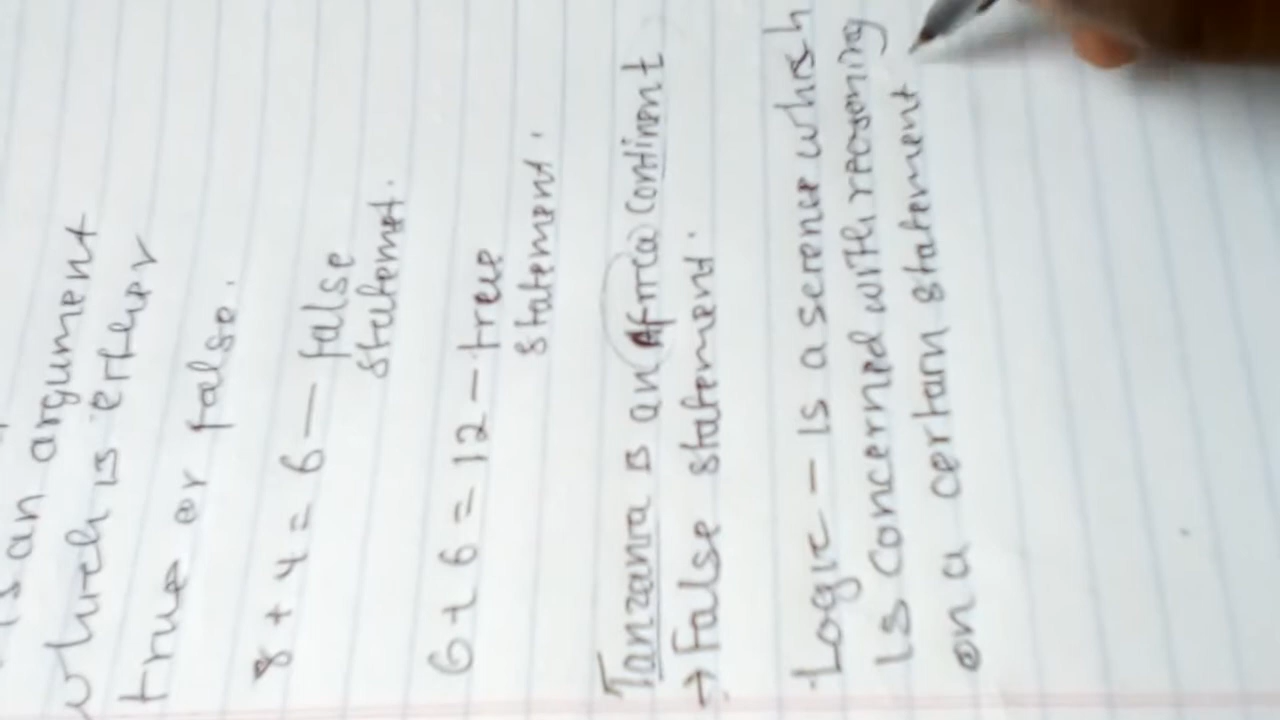 is an argument
which is either
true or false.
8 + 4 = 6 — false
statement.
6 + 6 = 12 - true
statement.
Tanzania is an Africa Continent
→ False statement.
Logic - is a science which
is concerned with reasoning
on a certain statement